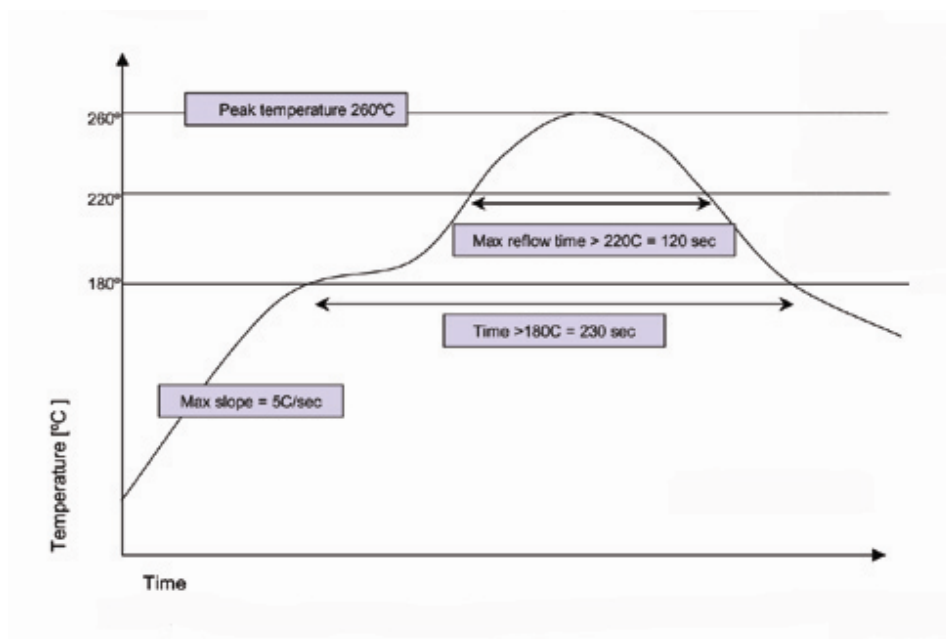 Peak temperature 260ºC
260º
220º
Max reflow time > 220C = 120 sec
180º
Time >180C = 230 sec
Max slope = 5C/sec
Temperature [ºC ]
Time